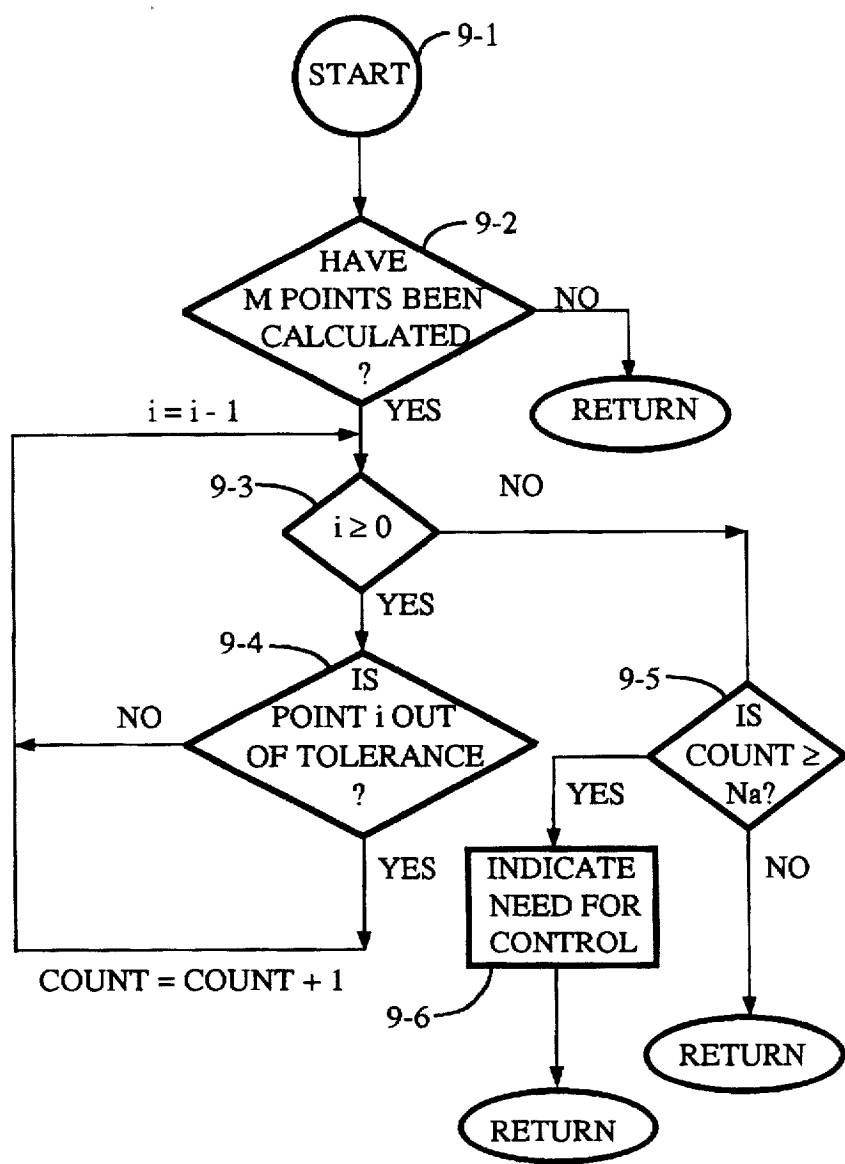 9-1
START
9-2
HAVE
M POINTS BEEN
CALCULATED
?
NO
RETURN
YES
i = i - 1
9-3
NO
i ≥ 0
YES
9-4
IS
POINT i OUT
OF TOLERANCE
?
NO
YES
COUNT = COUNT + 1
9-5
IS
COUNT ≥
Na?
YES
NO
INDICATE
NEED FOR
CONTROL
9-6
RETURN
RETURN